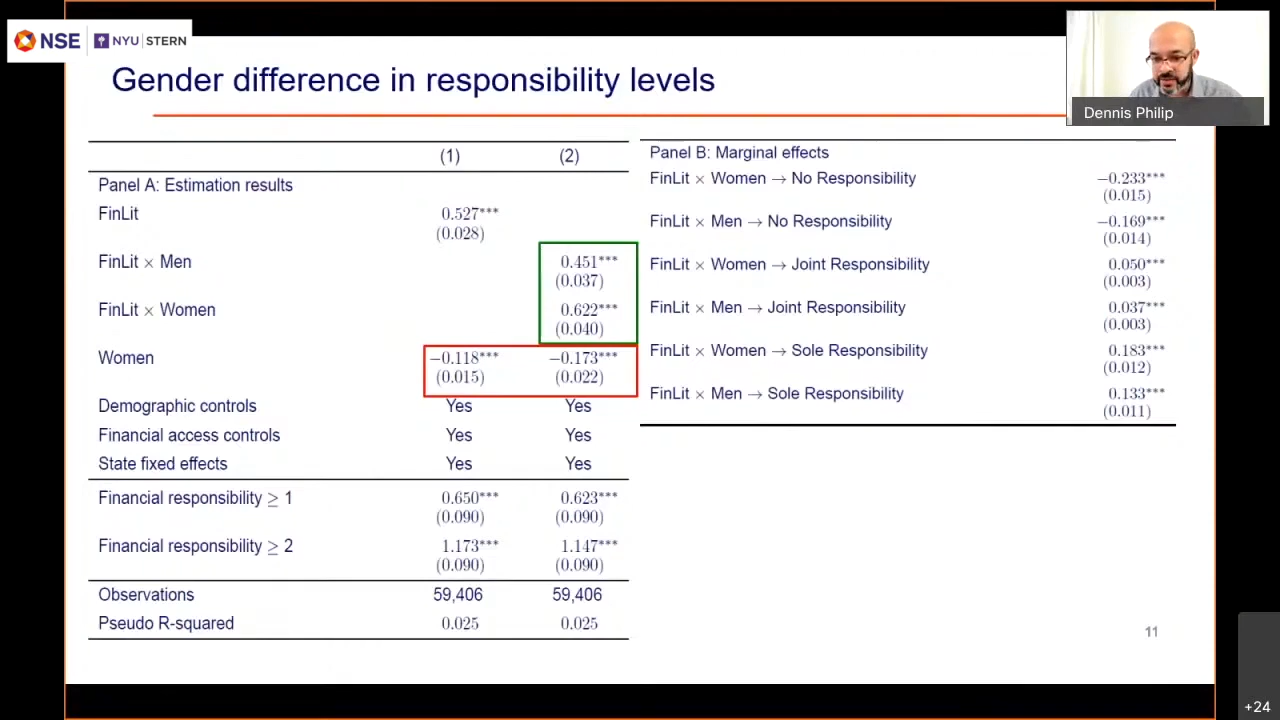 NSE NYU STERN
Gender difference in responsibility levels
Dennis Philip
(1) (2)
Panel A: Estimation results
FinLit 0.527***
(0.028)
FinLit × Men 0.451***
(0.037)
FinLit × Women 0.622***
(0.040)
Women −0.118*** −0.173***
(0.015) (0.022)
Demographic controls Yes Yes
Financial access controls Yes Yes
State fixed effects Yes Yes
Financial responsibility ≥ 1 0.650*** 0.623***
(0.090) (0.090)
Financial responsibility ≥ 2 1.173*** 1.147***
(0.090) (0.090)
Observations 59,406 59,406
Pseudo R-squared 0.025 0.025
Panel B: Marginal effects
FinLit × Women → No Responsibility −0.233***
(0.015)
FinLit × Men → No Responsibility −0.169***
(0.014)
FinLit × Women → Joint Responsibility 0.050***
(0.003)
FinLit × Men → Joint Responsibility 0.037***
(0.003)
FinLit × Women → Sole Responsibility 0.183***
(0.012)
FinLit × Men → Sole Responsibility 0.133***
(0.011)
11
+24